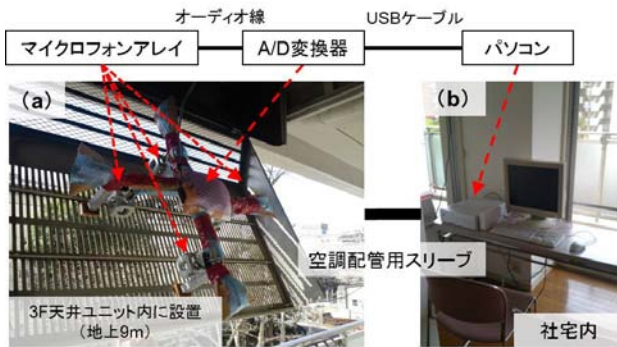 オーディオ線
USBケーブル
マイクロフォンアレイ
A/D変換器
パソコン
(a)
(b)
空調配管用スリーブ
3F天井ユニット内に設置
(地上9m)
社宅内